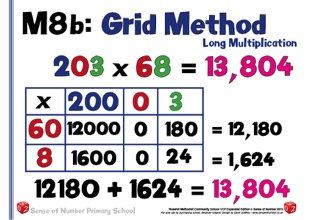 M8b: Grid Method
Long Multiplication
203 x 68 = 13,804
x 200 0 3
60 12000 0 180 = 12,180
8 1600 0 24 = 1,624
12180 + 1624 = 13,804
Sense of Number Primary School